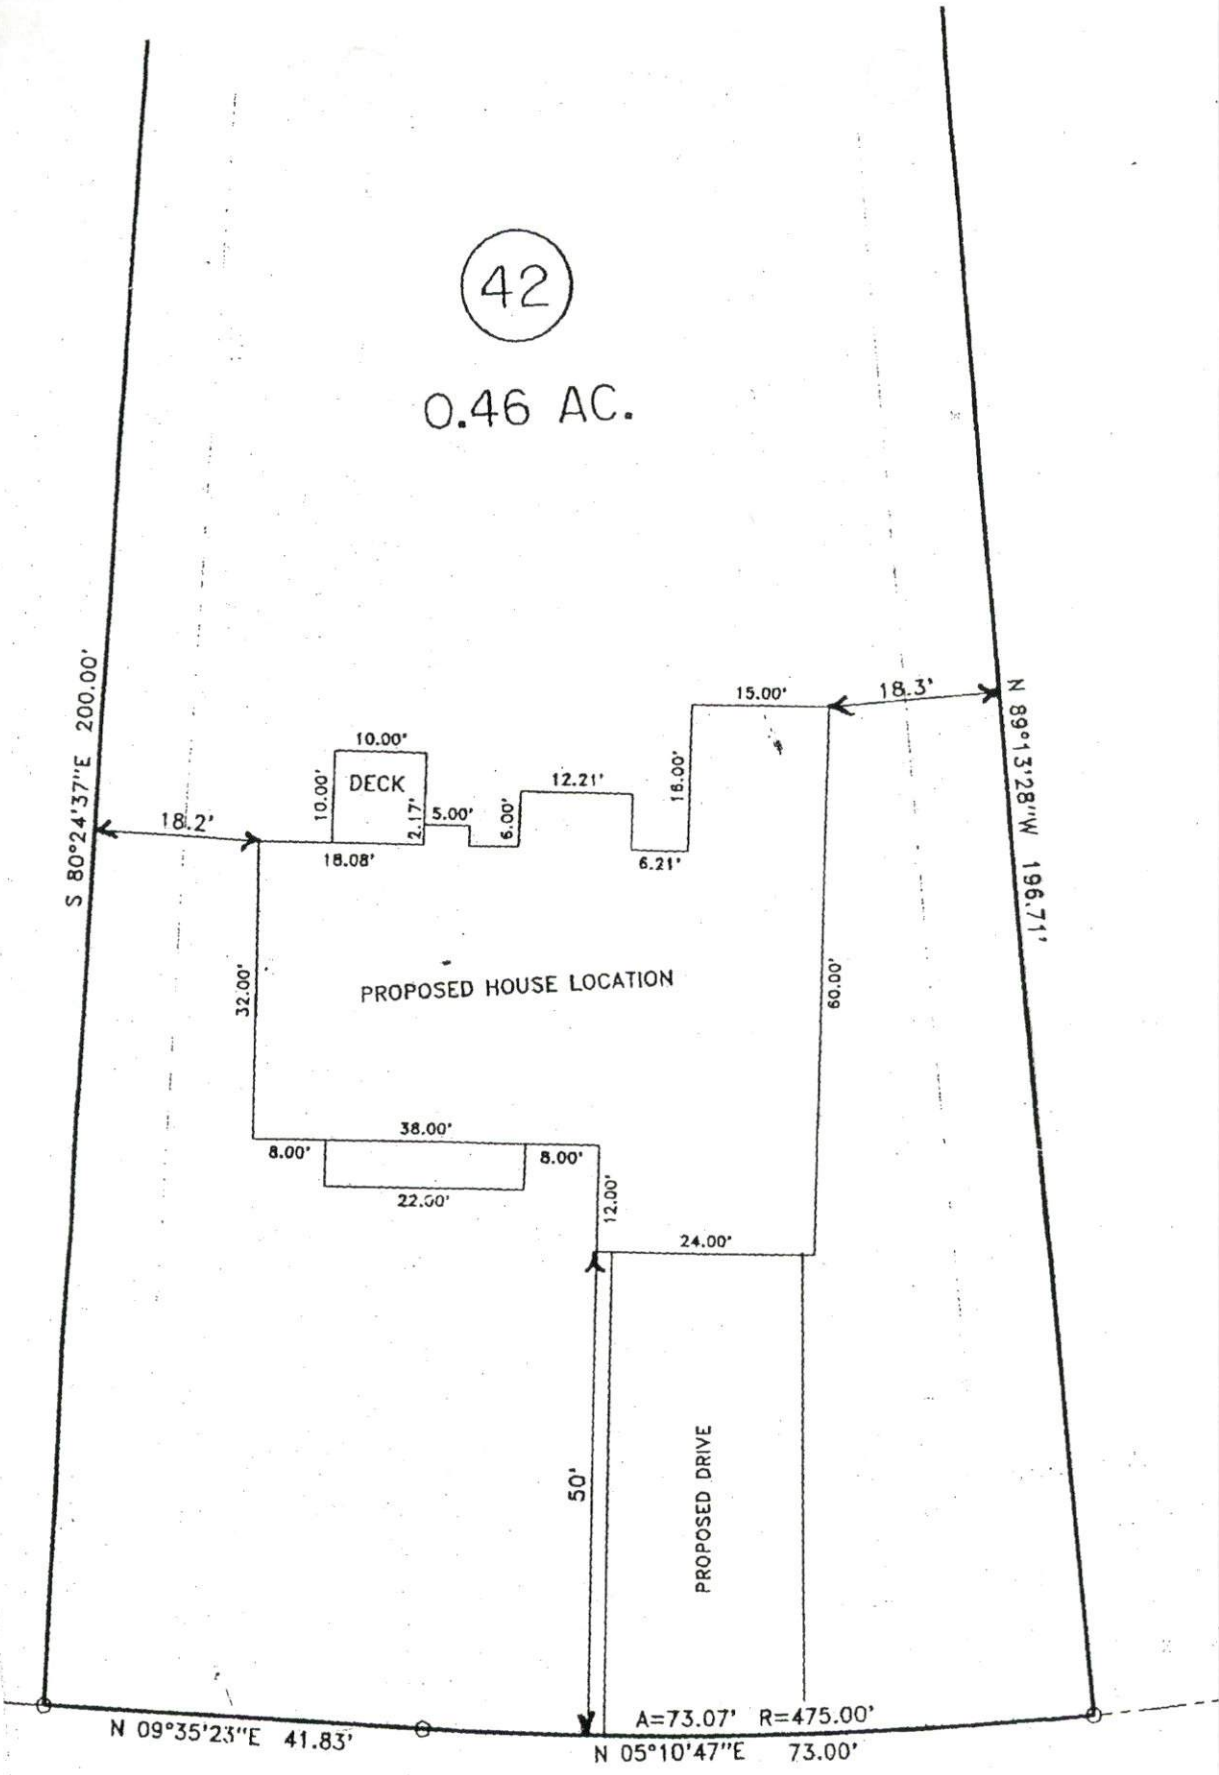 42
0.46 AC.
S 80°24'37"E 200.00'
N 89°13'28"W 196.71'
18.3'
15.00'
16.00'
10.00'
10.00'
DECK
2.17'
5.00'
6.00'
12.21'
6.21'
18.2'
18.08'
32.00'
PROPOSED HOUSE LOCATION
60.00'
38.00'
8.00'
8.00'
22.00'
12.00'
24.00'
50'
PROPOSED DRIVE
A=73.07' R=475.00'
N 09°35'23"E 41.83'
N 05°10'47"E 73.00'